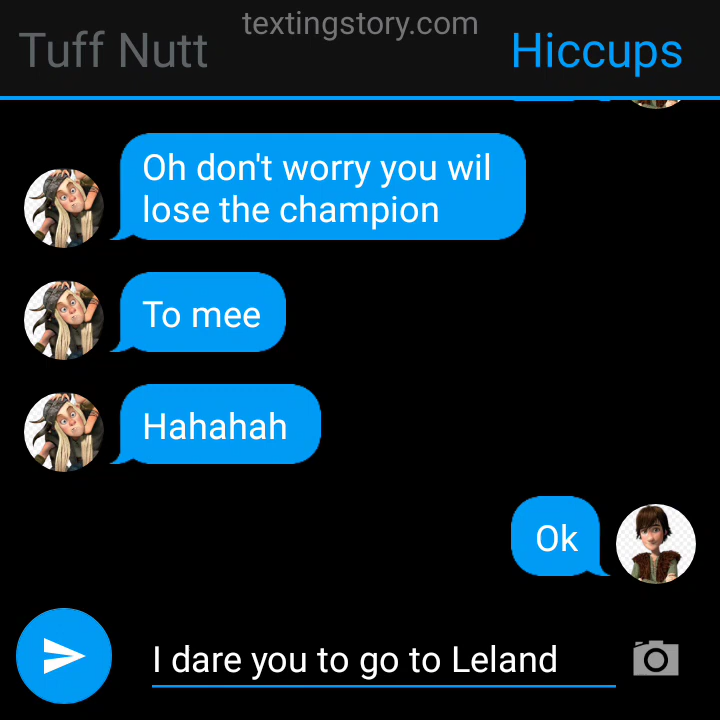 textingstory.com
Tuff Nutt
Hiccups
Oh don't worry you wil
lose the champion
To mee
Hahahah
Ok
I dare you to go to Leland